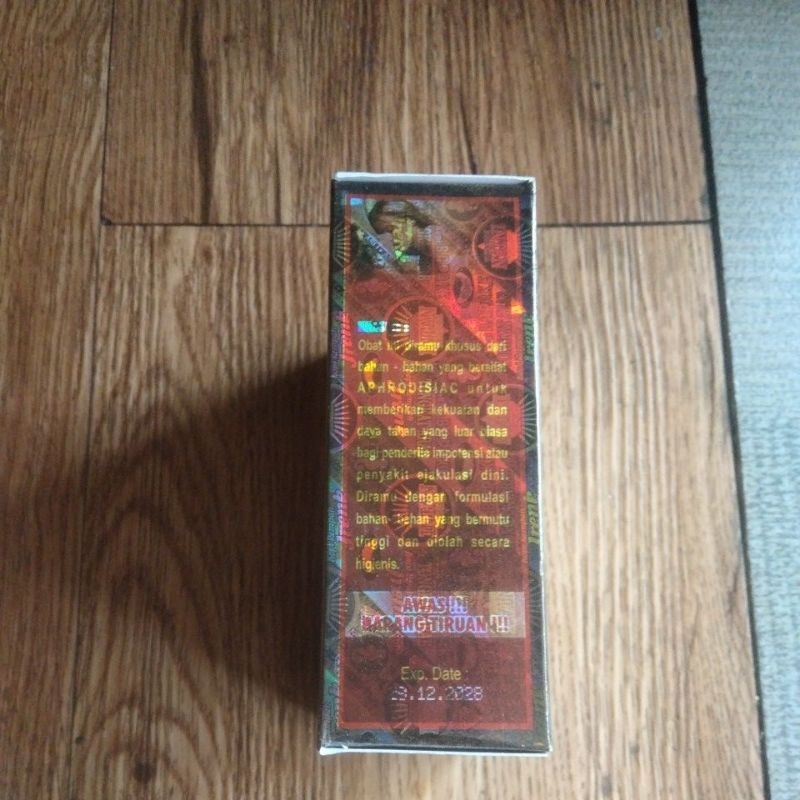 Obat ini diramu khusus dari
bahan - bahan yang bersifat
APHRODISIAC untuk
memberikan kekuatan dan
daya tahan yang luar biasa
bagi penderita impotensi atau
penyakit ejakulasi dini.
Diramu dengan formulasi
bahan-bahan yang bermutu
tinggi dan diolah secara
higienis.
AWAS!!!
BARANG TIRUAN!!!
Exp. Date :
.12.2028